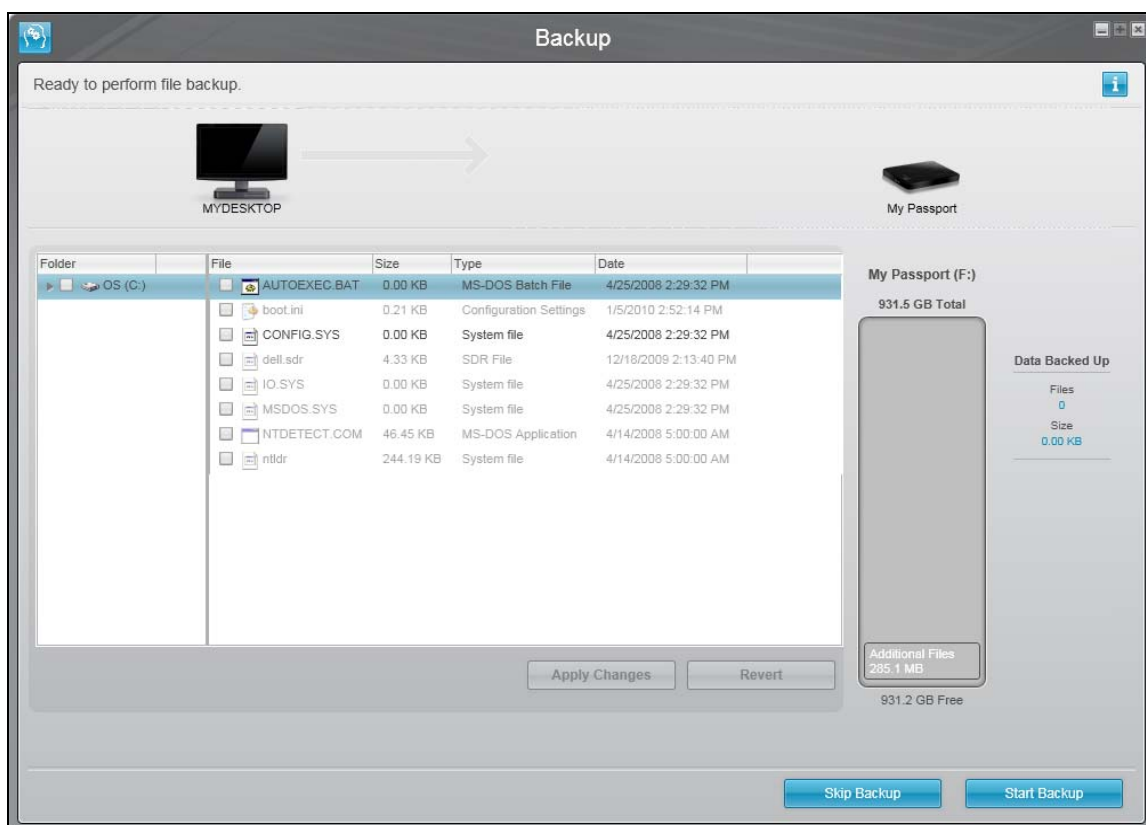 Backup
Ready to perform file backup.
i
MYDESKTOP
My Passport
Folder File Size Type Date
OS (C:)
AUTOEXEC.BAT 0.00 KB MS-DOS Batch File 4/25/2008 2:29:32 PM
boot.ini 0.21 KB Configuration Settings 1/5/2010 2:52:14 PM
CONFIG.SYS 0.00 KB System file 4/25/2008 2:29:32 PM
dell.sdr 4.33 KB SDR File 12/18/2009 2:13:40 PM
IO.SYS 0.00 KB System file 4/25/2008 2:29:32 PM
MSDOS.SYS 0.00 KB System file 4/25/2008 2:29:32 PM
NTDETECT.COM 46.45 KB MS-DOS Application 4/14/2008 5:00:00 AM
ntldr 244.19 KB System file 4/14/2008 5:00:00 AM
Apply Changes
Revert
My Passport (F:)
931.5 GB Total
Additional Files
285.1 MB
931.2 GB Free
Data Backed Up
Files
0
Size
0.00 KB
Skip Backup
Start Backup